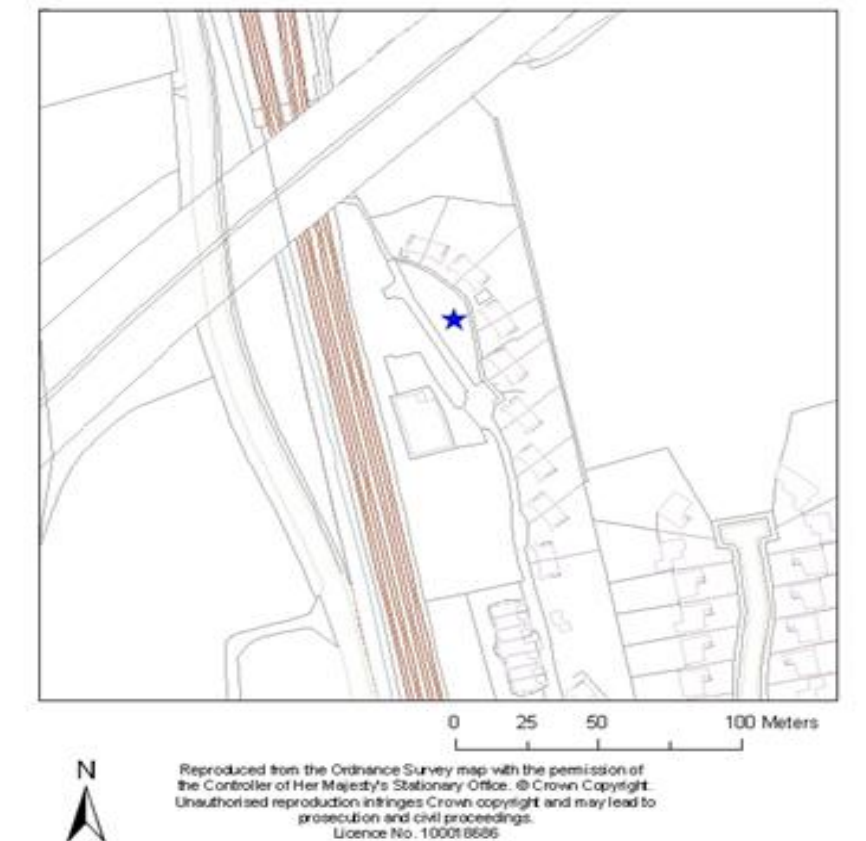 0 25 50 100 Meters
N
Reproduced from the Ordnance Survey map with the permission of
the Controller of Her Majesty's Stationary Office. © Crown Copyright.
Unauthorised reproduction infringes Crown copyright and may lead to
prosecution and civil proceedings.
Licence No. 100018686